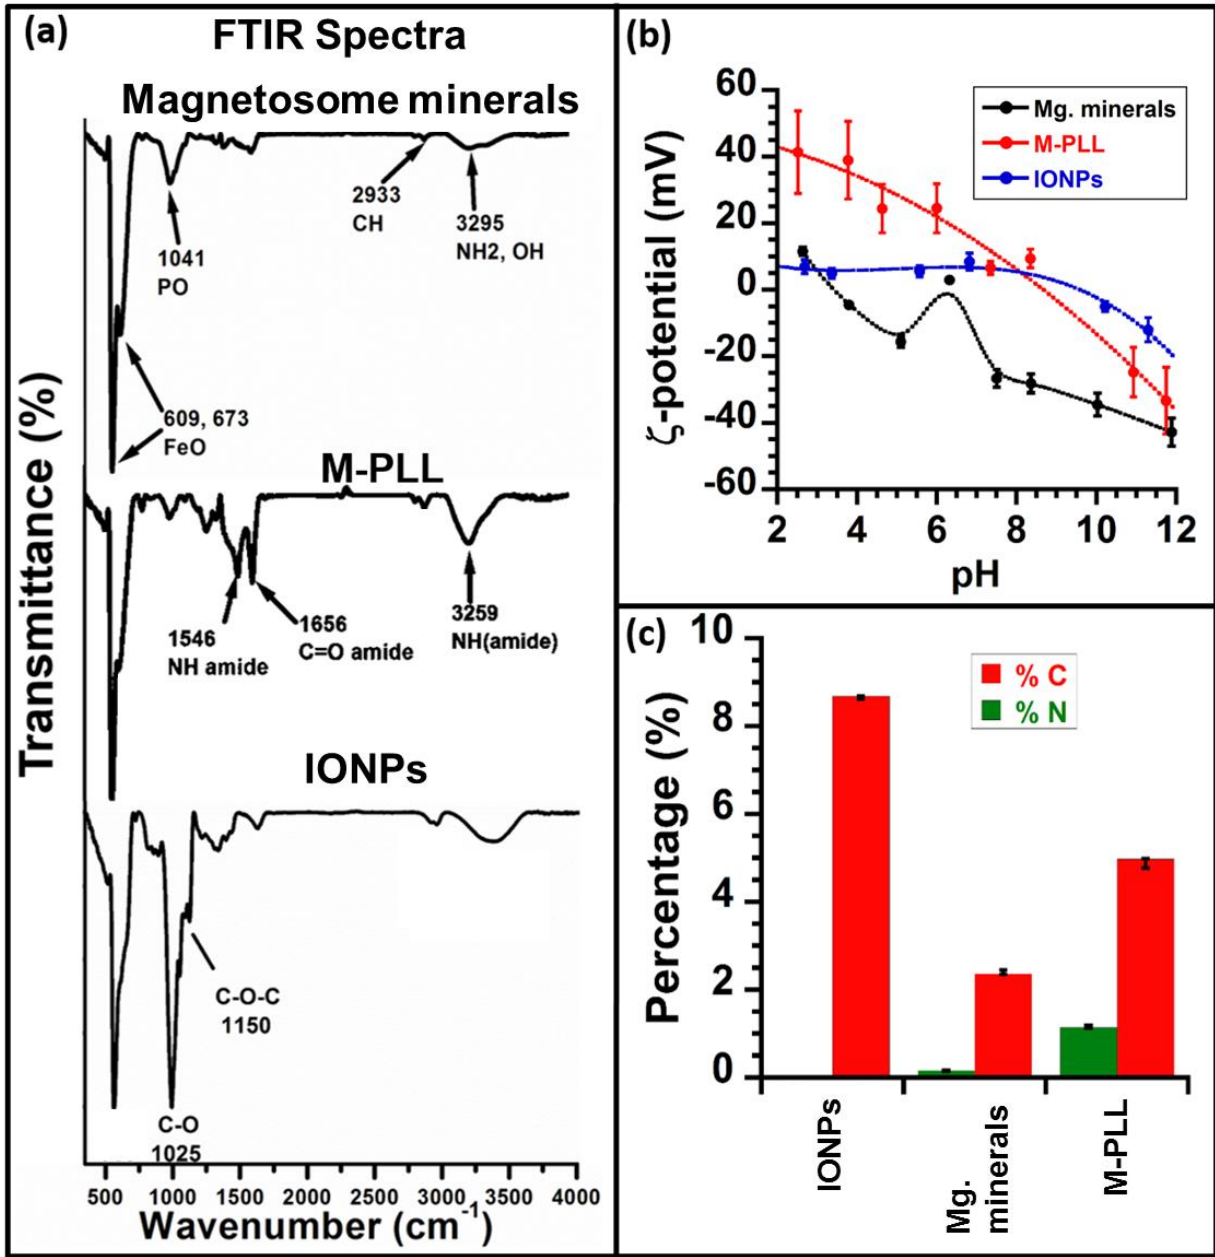 (a)
FTIR Spectra
Magnetosome minerals
2933
CH
3295
NH2, OH
1041
PO
609, 673
FeO
M-PLL
1546
NH amide
1656
C=O amide
3259
NH(amide)
IONPs
C-O-C
1150
C-O
1025
Transmittance (%)
500 1000 1500 2000 2500 3000 3500 4000
Wavenumber (cm-1)
(b)
Mg. minerals
M-PLL
IONPs
60
40
20
0
-20
-40
-60
ζ-potential (mV)
2 4 6 8 10 12
pH
(c)
% C
% N
10
8
6
4
2
0
Percentage (%)
IONPs
Mg.
minerals
M-PLL